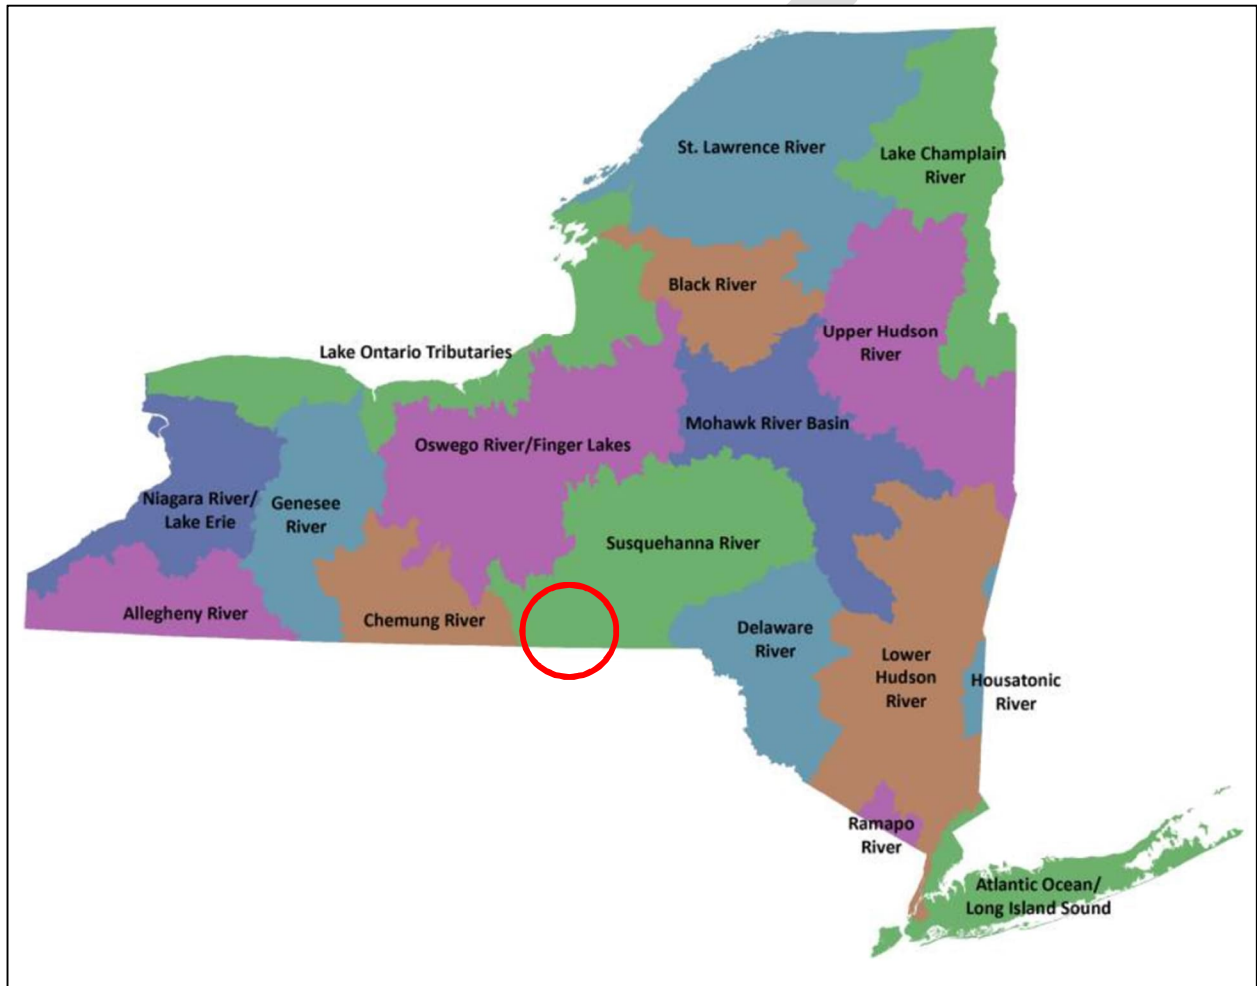 St. Lawrence River
Lake Champlain
River
Black River
Upper Hudson
River
Lake Ontario Tributaries
Mohawk River Basin
Oswego River/Finger Lakes
Niagara River/
Lake Erie
Genesee
River
Susquehanna River
Allegheny River
Chemung River
Delaware
River
Lower
Hudson
River
Housatonic
River
Ramapo
River
Atlantic Ocean/
Long Island Sound